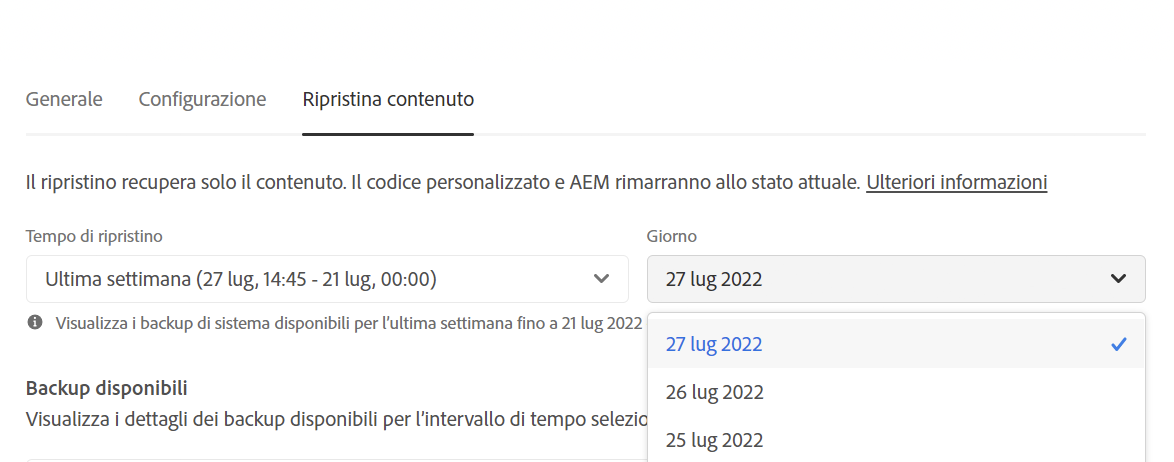 Generale Configurazione Ripristina contenuto
Il ripristino recupera solo il contenuto. Il codice personalizzato e AEM rimarranno allo stato attuale. Ulteriori informazioni
Tempo di ripristino Giorno
Ultima settimana (27 lug, 14:45 - 21 lug, 00:00) 27 lug 2022
Visualizza i backup di sistema disponibili per l'ultima settimana fino a 21 lug 2022
27 lug 2022
Backup disponibili
26 lug 2022
Visualizza i dettagli dei backup disponibili per l'intervallo di tempo selezio
25 lug 2022